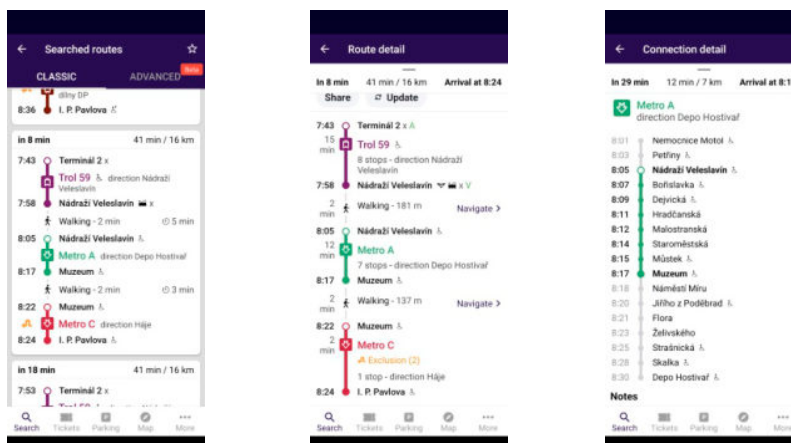 Searched routes
CLASSIC
ADVANCED
Beta
dílny DP
8:36 I. P. Pavlova
in 8 min 41 min / 16 km
7:43 Terminál 2 x
Trol 59 direction Nádraží
Veleslavín
7:58 Nádraží Veleslavín x
Walking - 2 min 5 min
8:05 Nádraží Veleslavín
Metro A direction Depo Hostivař
8:17 Muzeum
Walking - 2 min 3 min
8:22 Muzeum
Metro C direction Háje
8:24 I. P. Pavlova
in 18 min 41 min / 16 km
7:53 Terminál 2 x
Search Tickets Parking Map More
Route detail
In 8 min 41 min / 16 km Arrival at 8:24
Share Update
7:43 Terminál 2 x A
15 min Trol 59
8 stops - direction Nádraží
Veleslavín
7:58 Nádraží Veleslavín x V
2 min Walking - 181 m Navigate >
8:05 Nádraží Veleslavín
12 min Metro A
7 stops - direction Depo Hostivař
8:17 Muzeum
2 min Walking - 137 m Navigate >
8:22 Muzeum
2 min Metro C
Exclusion (2)
1 stop - direction Háje
8:24 I. P. Pavlova
Search Tickets Parking Map More
Connection detail
In 29 min 12 min / 7 km Arrival at 8:1
Metro A
direction Depo Hostivař
8:01 Nemocnice Motol
8:03 Petřiny
8:05 Nádraží Veleslavín
8:07 Bořislavka
8:09 Dejvická
8:11 Hradčanská
8:12 Malostranská
8:14 Staroměstská
8:15 Můstek
8:17 Muzeum
8:18 Náměstí Míru
8:20 Jiřího z Poděbrad
8:21 Flora
8:23 Želivského
8:25 Strašnická
8:28 Skalka
8:30 Depo Hostivař
Notes
Search Tickets Parking Map More